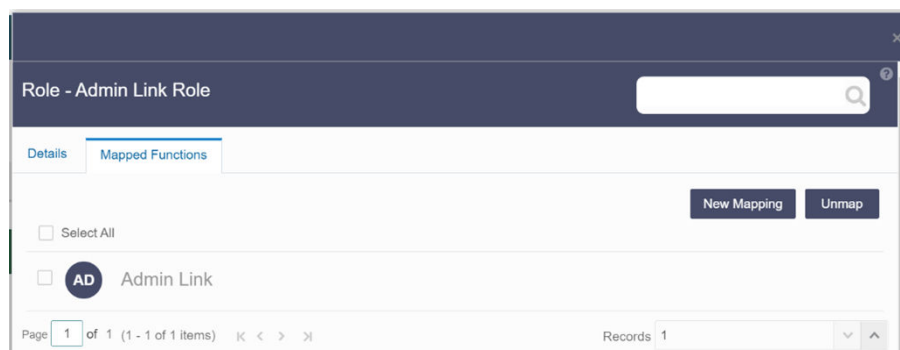 Role - Admin Link Role
Details Mapped Functions
New Mapping Unmap
Select All
AD Admin Link
Page 1 of 1 (1 - 1 of 1 items) Records 1